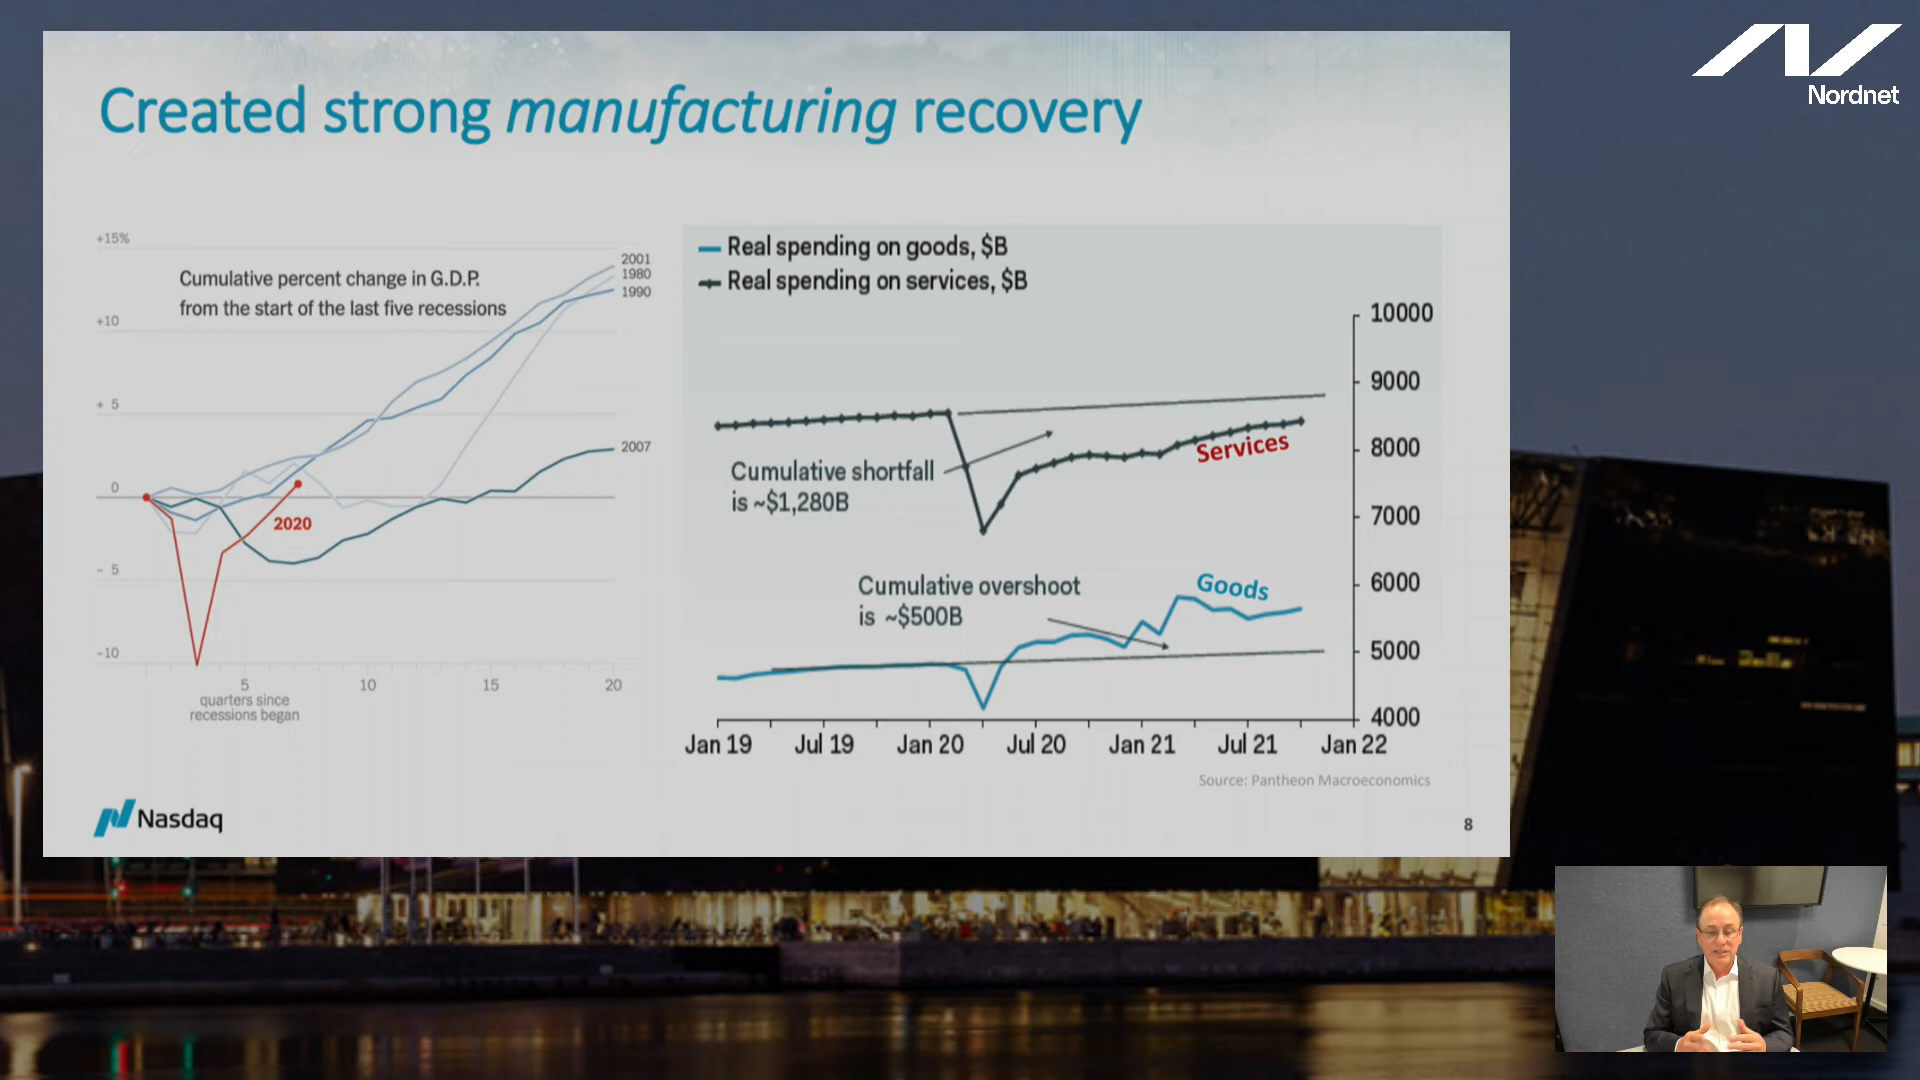 Nordnet
Created strong manufacturing recovery
+15%
+10
+ 5
0
- 5
-10
Cumulative percent change in G.D.P.
from the start of the last five recessions
2001
1980
1990
2007
2020
5
10
15
20
quarters since
recessions began
Real spending on goods, $B
Real spending on services, $B
10000
9000
8000
7000
6000
5000
4000
Cumulative shortfall
is ~$1,280B
Services
Cumulative overshoot
is ~$500B
Goods
Jan 19
Jul 19
Jan 20
Jul 20
Jan 21
Jul 21
Jan 22
Source: Pantheon Macroeconomics
Nasdaq
8